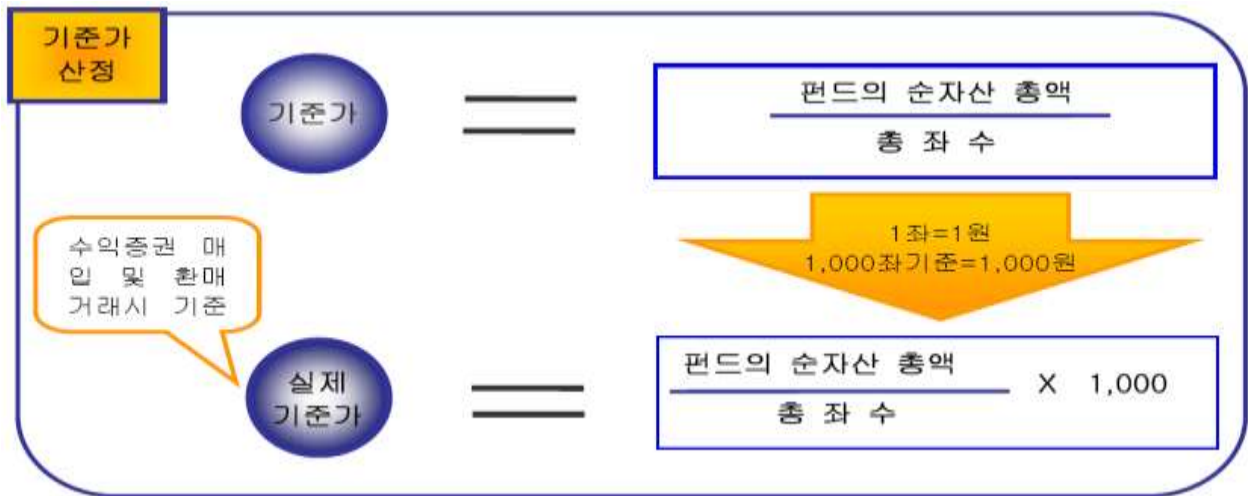 기준가
산정
기준가
펀드의 순자산 총액
총 좌 수
1좌=1원
1,000좌기준=1,000원
수익증권 매
입 및 환매
거래시 기준
실제
기준가
펀드의 순자산 총액
총 좌 수
X 1,000